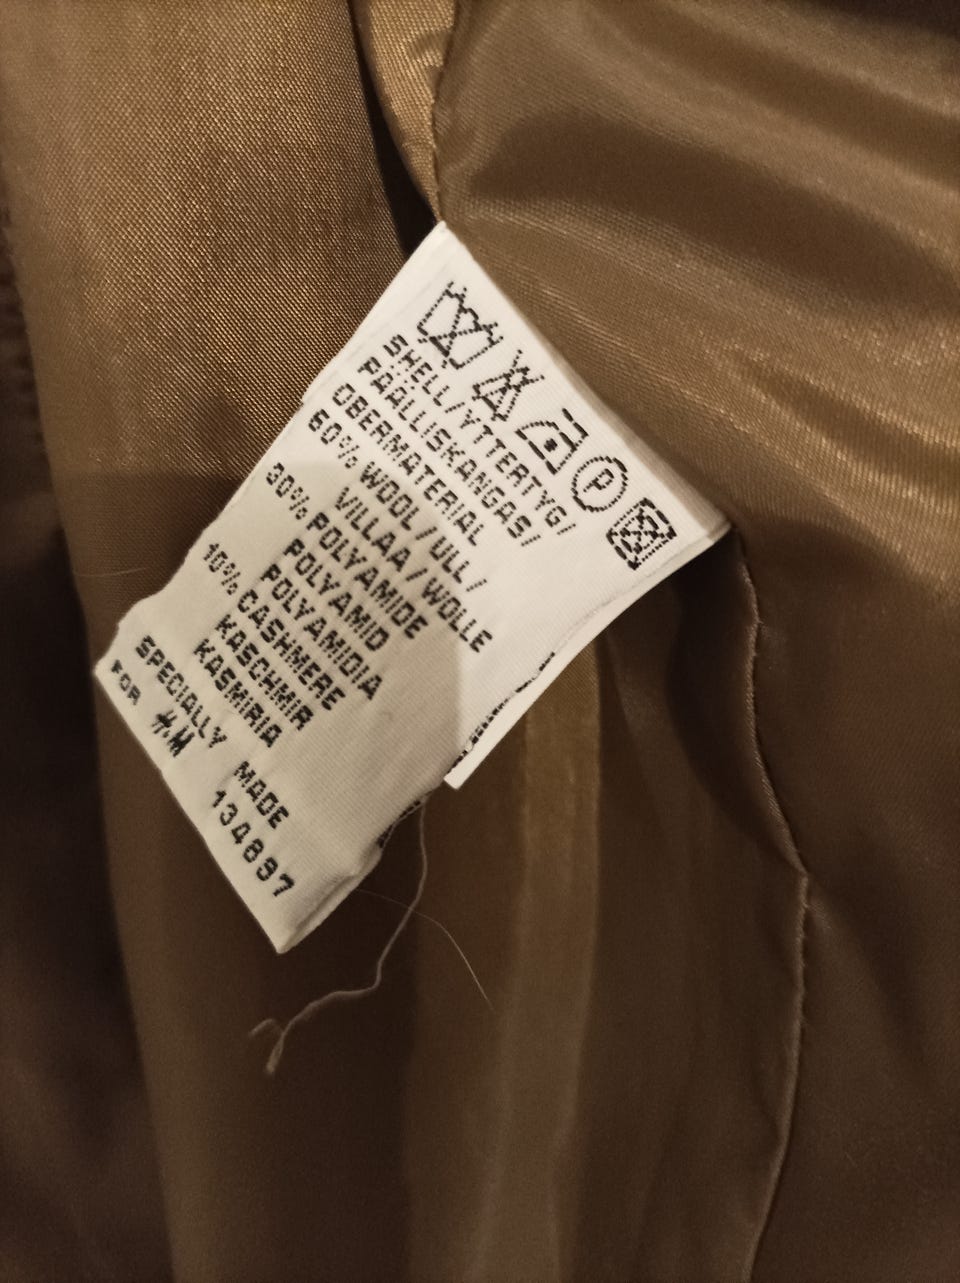 P
SHELL/YTTERTYG/
PÄÄLLISKANGAS/
OBERMATERIAL
60% WOOL/ULL/
VILLAA/WOLLE
30% POLYAMIDE
POLYAMID
POLYAMIDIA
10% CASHMERE
KASCHMIR
KASMIRIA
SPECIALLY MADE
FOR H.M 134897